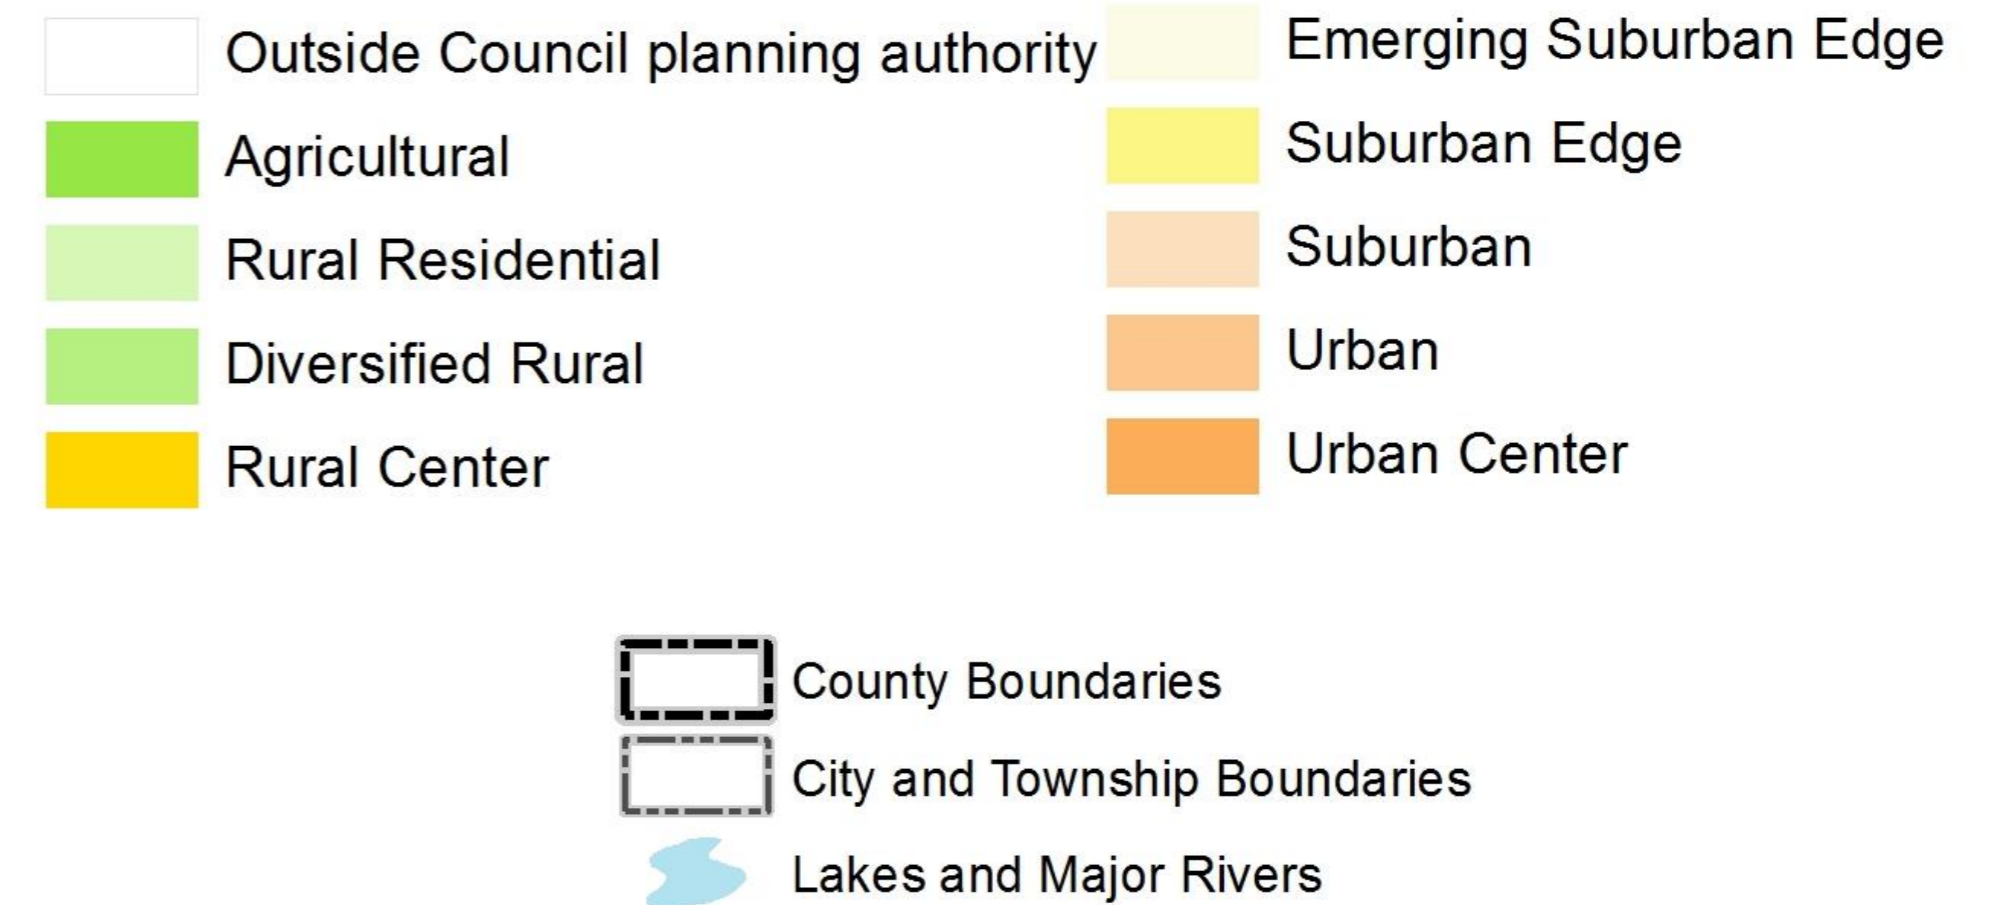 Outside Council planning authority
Agricultural
Rural Residential
Diversified Rural
Rural Center
Emerging Suburban Edge
Suburban Edge
Suburban
Urban
Urban Center
County Boundaries
City and Township Boundaries
Lakes and Major Rivers